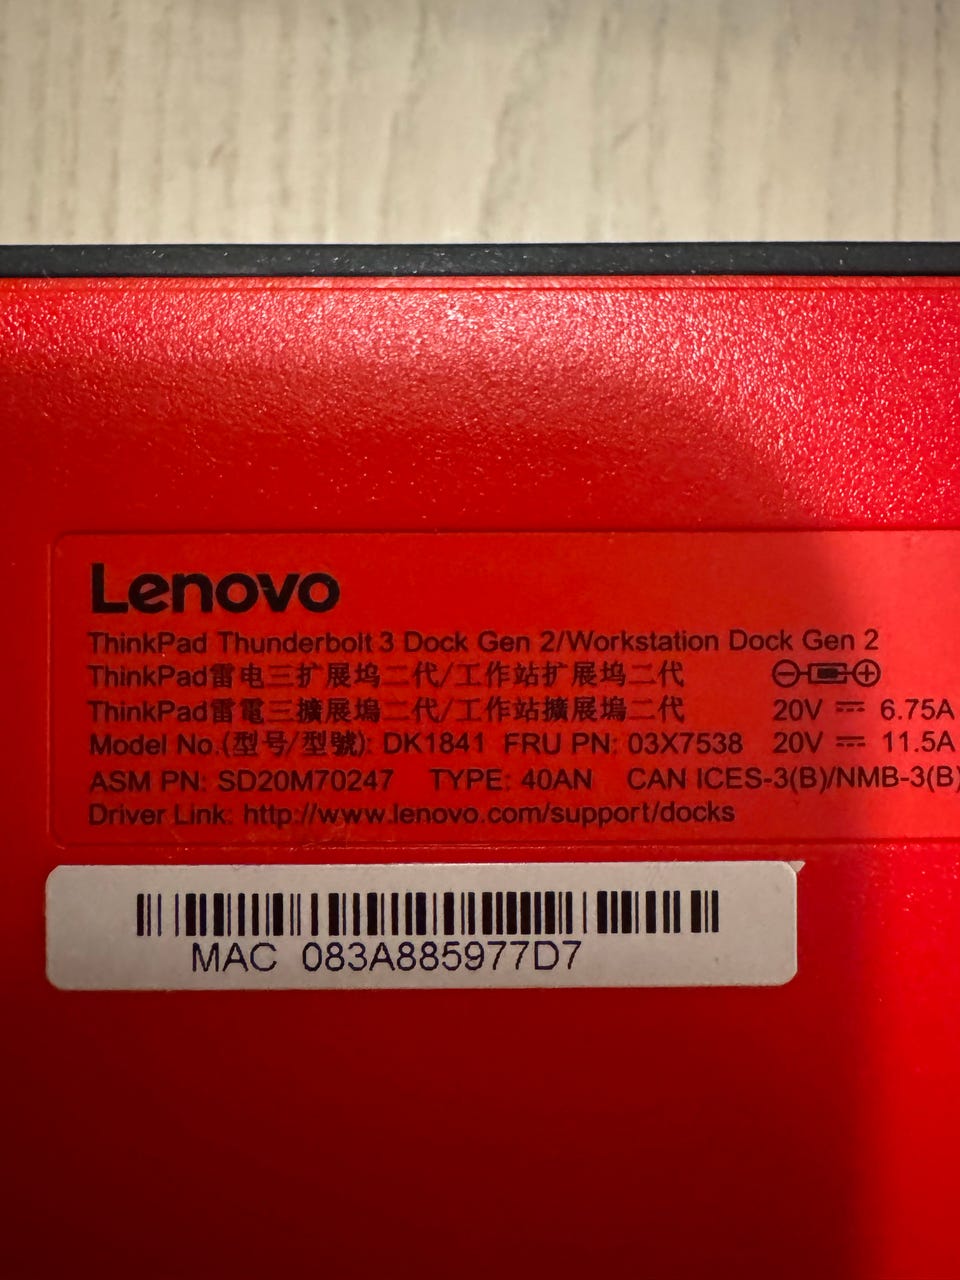 Lenovo
ThinkPad Thunderbolt 3 Dock Gen 2/Workstation Dock Gen 2
ThinkPad雷电三扩展坞二代/工作站扩展坞二代
ThinkPad雷電三擴展塢二代/工作站擴展塢二代 20V 6.75A
Model No.(型号/型號): DK1841 FRU PN: 03X7538 20V 11.5A
ASM PN: SD20M70247 TYPE: 40AN CAN ICES-3(B)/NMB-3(B)
Driver Link: http://www.lenovo.com/support/docks
MAC 083A885977D7